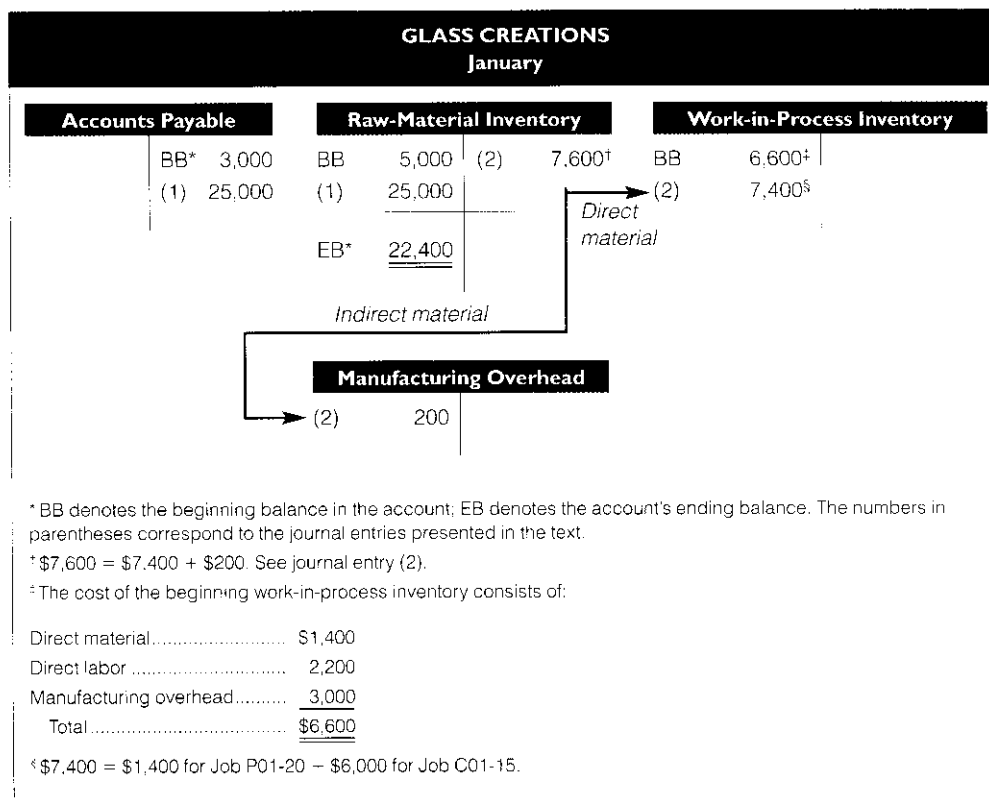 GLASS CREATIONS
January
Accounts Payable
BB* 3,000
(1) 25,000
Raw-Material Inventory
BB 5,000 (2) 7,600†
(1) 25,000
EB* 22,400
Work-in-Process Inventory
BB 6,600‡
(2) 7,400§
Direct
material
Indirect material
Manufacturing Overhead
(2) 200
* BB denotes the beginning balance in the account; EB denotes the account's ending balance. The numbers in
parentheses correspond to the journal entries presented in the text.
† $7,600 = $7,400 + $200. See journal entry (2).
‡ The cost of the beginning work-in-process inventory consists of:
Direct material.......................... $1,400
Direct labor ............................. 2,200
Manufacturing overhead.......... 3,000
Total..................................... $6,600
§ $7,400 = $1,400 for Job P01-20 – $6,000 for Job C01-15.